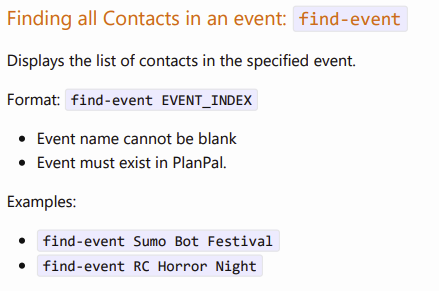 Finding all Contacts in an event: find-event
Displays the list of contacts in the specified event.
Format: find-event EVENT_INDEX
• Event name cannot be blank
• Event must exist in PlanPal.
Examples:
• find-event Sumo Bot Festival
• find-event RC Horror Night